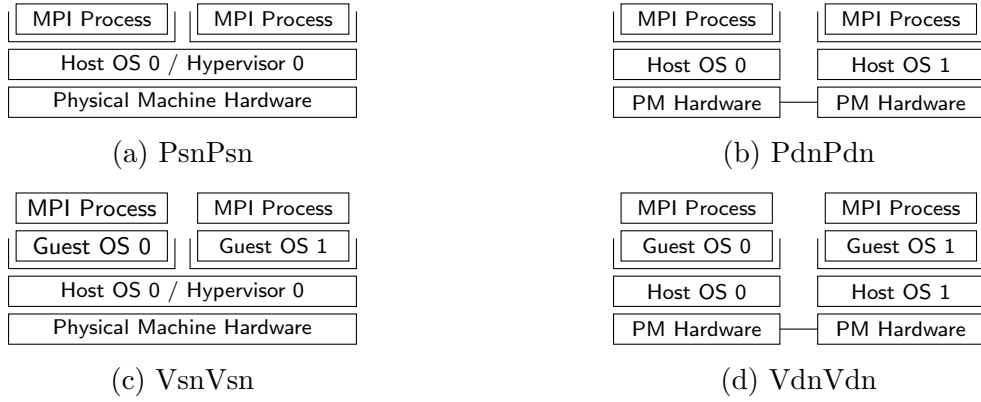 MPI Process MPI Process
Host OS 0 / Hypervisor 0
Physical Machine Hardware
(a) PsnPsn
MPI Process MPI Process
Host OS 0 Host OS 1
PM Hardware PM Hardware
(b) PdnPdn
MPI Process MPI Process
Guest OS 0 Guest OS 1
Host OS 0 / Hypervisor 0
Physical Machine Hardware
(c) VsnVsn
MPI Process MPI Process
Guest OS 0 Guest OS 1
Host OS 0 Host OS 1
PM Hardware PM Hardware
(d) VdnVdn